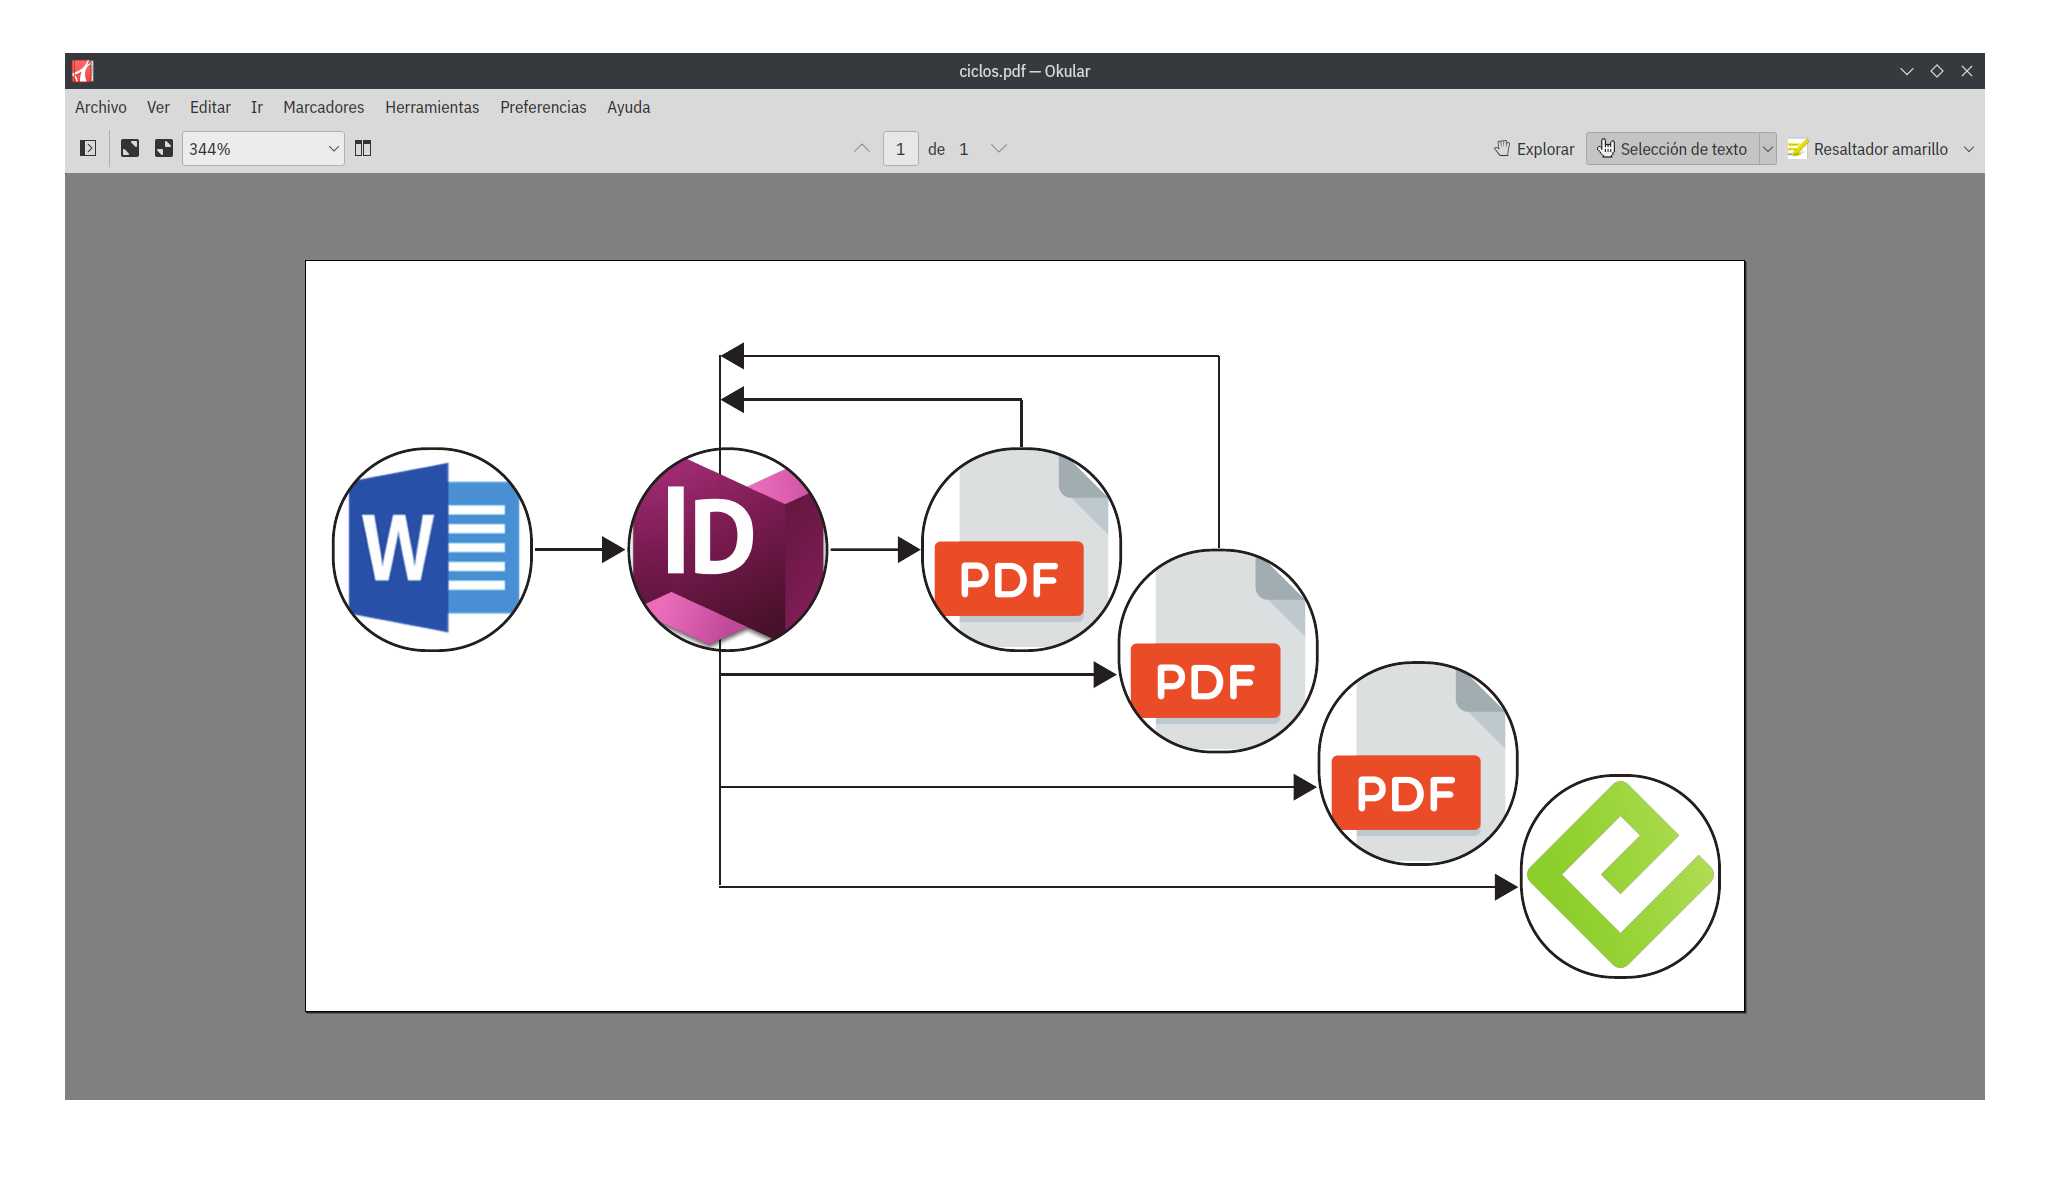 ciclos.pdf — Okular
Archivo Ver Editar Ir Marcadores Herramientas Preferencias Ayuda
344% 1 de 1 Explorar Selección de texto Resaltador amarillo
W
ID
PDF
PDF
PDF